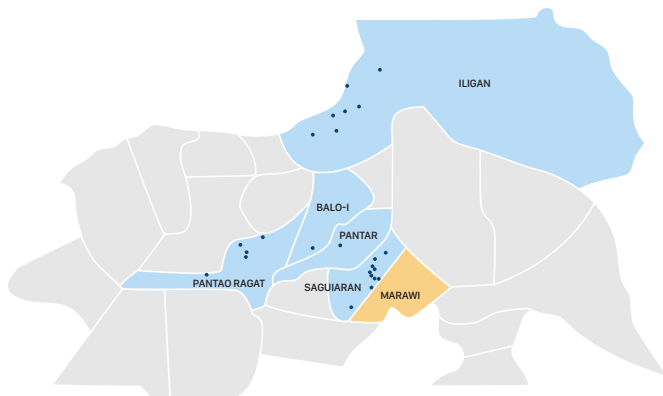 ILIGAN
BALO-I
PANTAR
PANTAO RAGAT
SAGUIARAN
MARAWI